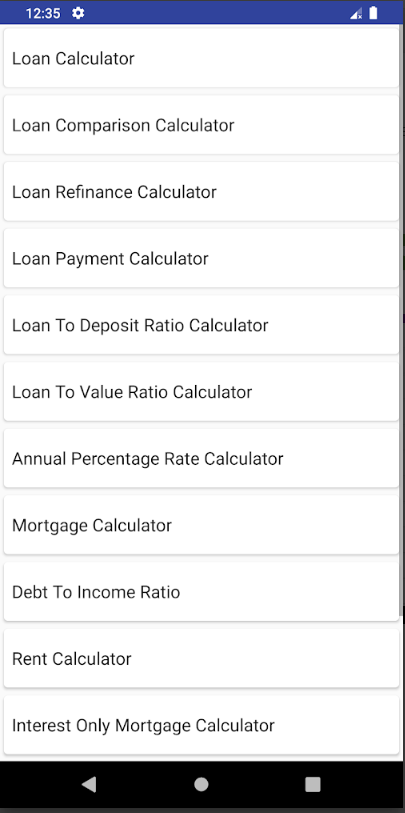 12:35
Loan Calculator
Loan Comparison Calculator
Loan Refinance Calculator
Loan Payment Calculator
Loan To Deposit Ratio Calculator
Loan To Value Ratio Calculator
Annual Percentage Rate Calculator
Mortgage Calculator
Debt To Income Ratio
Rent Calculator
Interest Only Mortgage Calculator